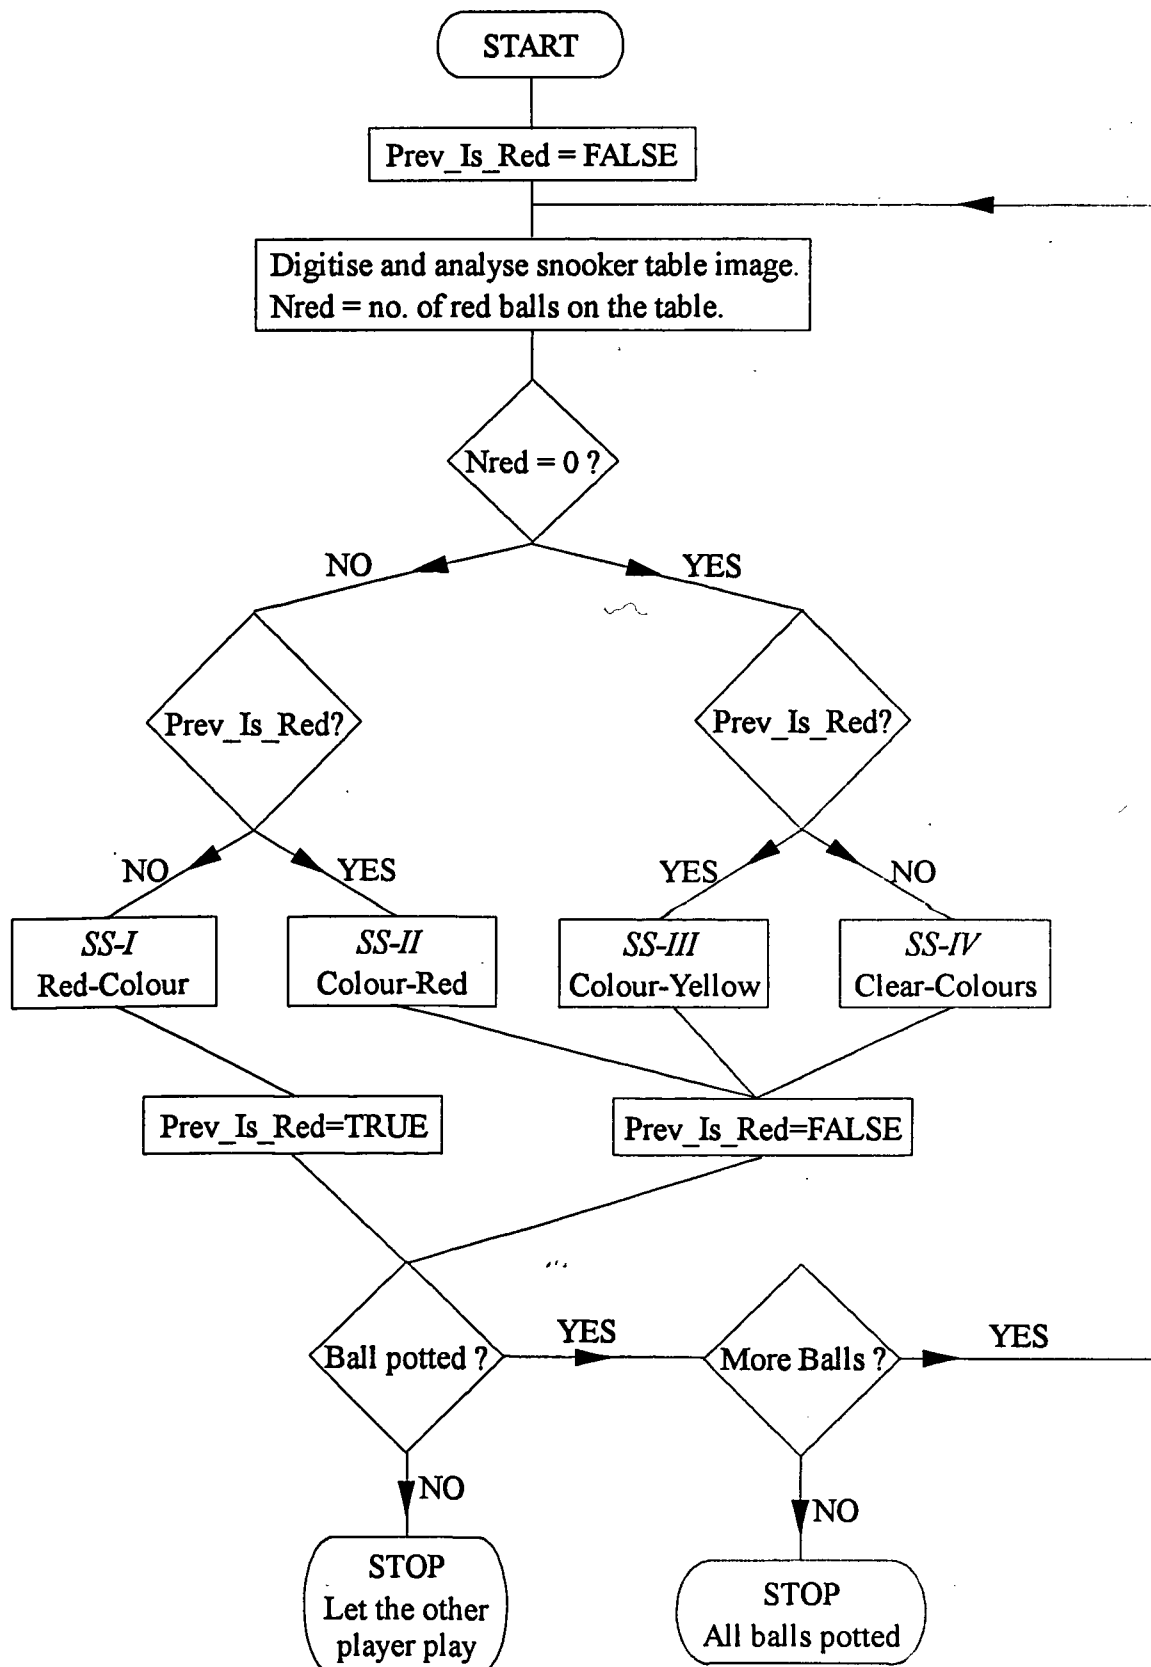 START
Prev_Is_Red = FALSE
Digitise and analyse snooker table image.
Nred = no. of red balls on the table.
Nred = 0 ?
NO
YES
Prev_Is_Red?
Prev_Is_Red?
NO
YES
YES
NO
SS-I
Red-Colour
SS-II
Colour-Red
SS-III
Colour-Yellow
SS-IV
Clear-Colours
Prev_Is_Red=TRUE
Prev_Is_Red=FALSE
Ball potted ?
YES
More Balls ?
YES
NO
NO
STOP
Let the other
player play
STOP
All balls potted